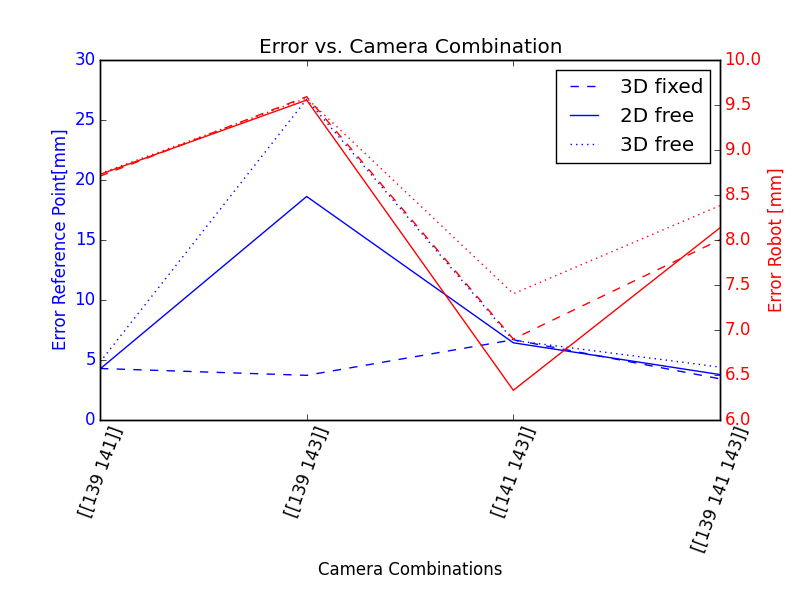 Error vs. Camera Combination
30
25
20
15
10
5
0
Error Reference Point[mm]
10.0
9.5
9.0
8.5
8.0
7.5
7.0
6.5
6.0
Error Robot [mm]
3D fixed
2D free
3D free
[[139 141]]
[[139 143]]
[[141 143]]
[[139 141 143]]
Camera Combinations